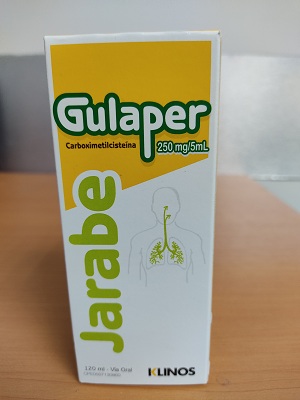 Gulaper
Carboximetilcisteína
250 mg/5mL
Jarabe
120 ml - Vía Oral
KLINOS